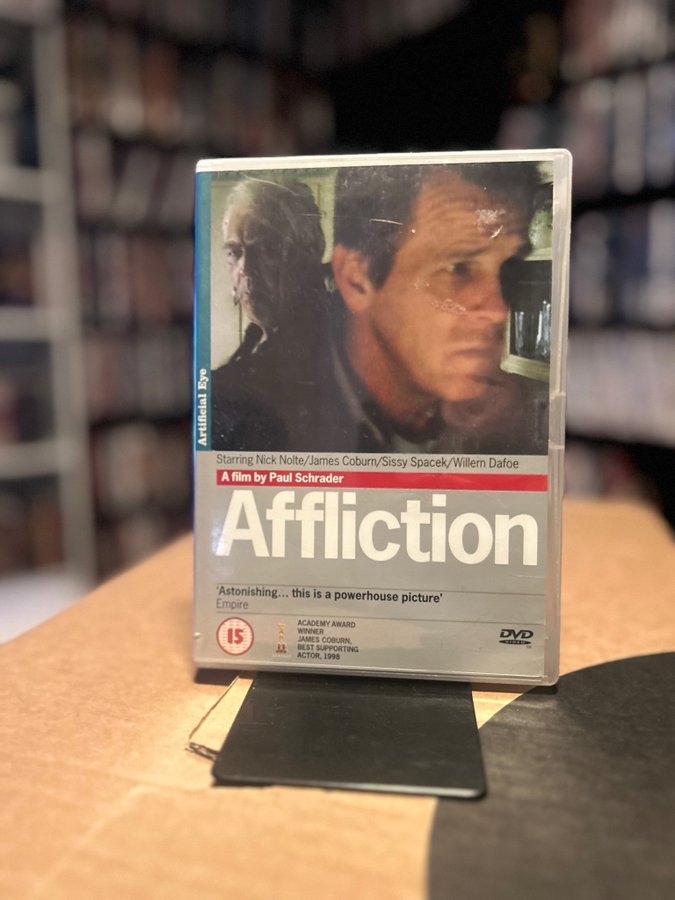 Artificial Eye
Starring Nick Nolte/James Coburn/Sissy Spacek/Willem Dafoe
A film by Paul Schrader
Affliction
'Astonishing... this is a powerhouse picture'
Empire
15
ACADEMY AWARD
WINNER
JAMES COBURN,
BEST SUPPORTING
ACTOR, 1998
DVD
VIDEO